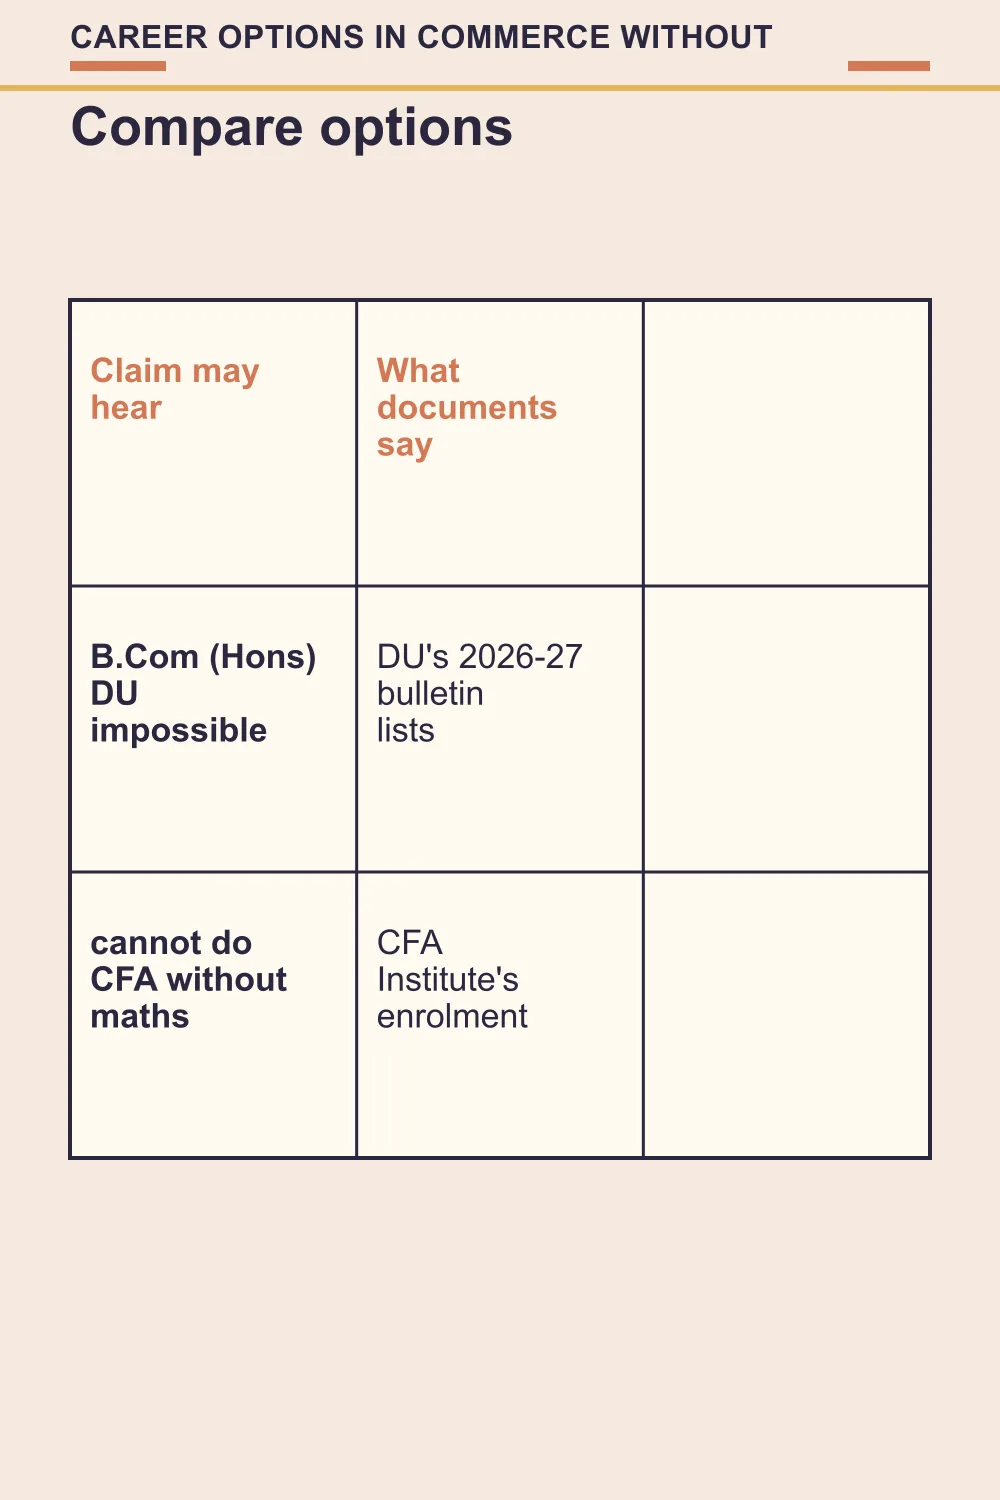 CAREER OPTIONS IN COMMERCE WITHOUT
Compare options
Claim may
hear
What
documents
say
B.Com (Hons)
DU
impossible
DU's 2026-27
bulletin
lists
cannot do
CFA without
maths
CFA
Institute's
enrolment